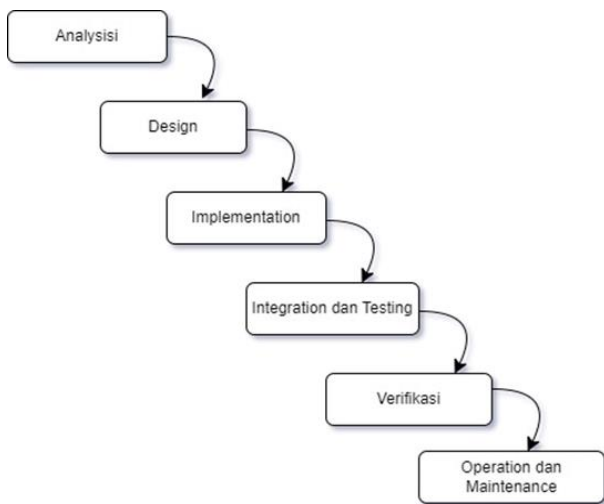 Analysisi
Design
Implementation
Integration dan Testing
Verifikasi
Operation dan
Maintenance